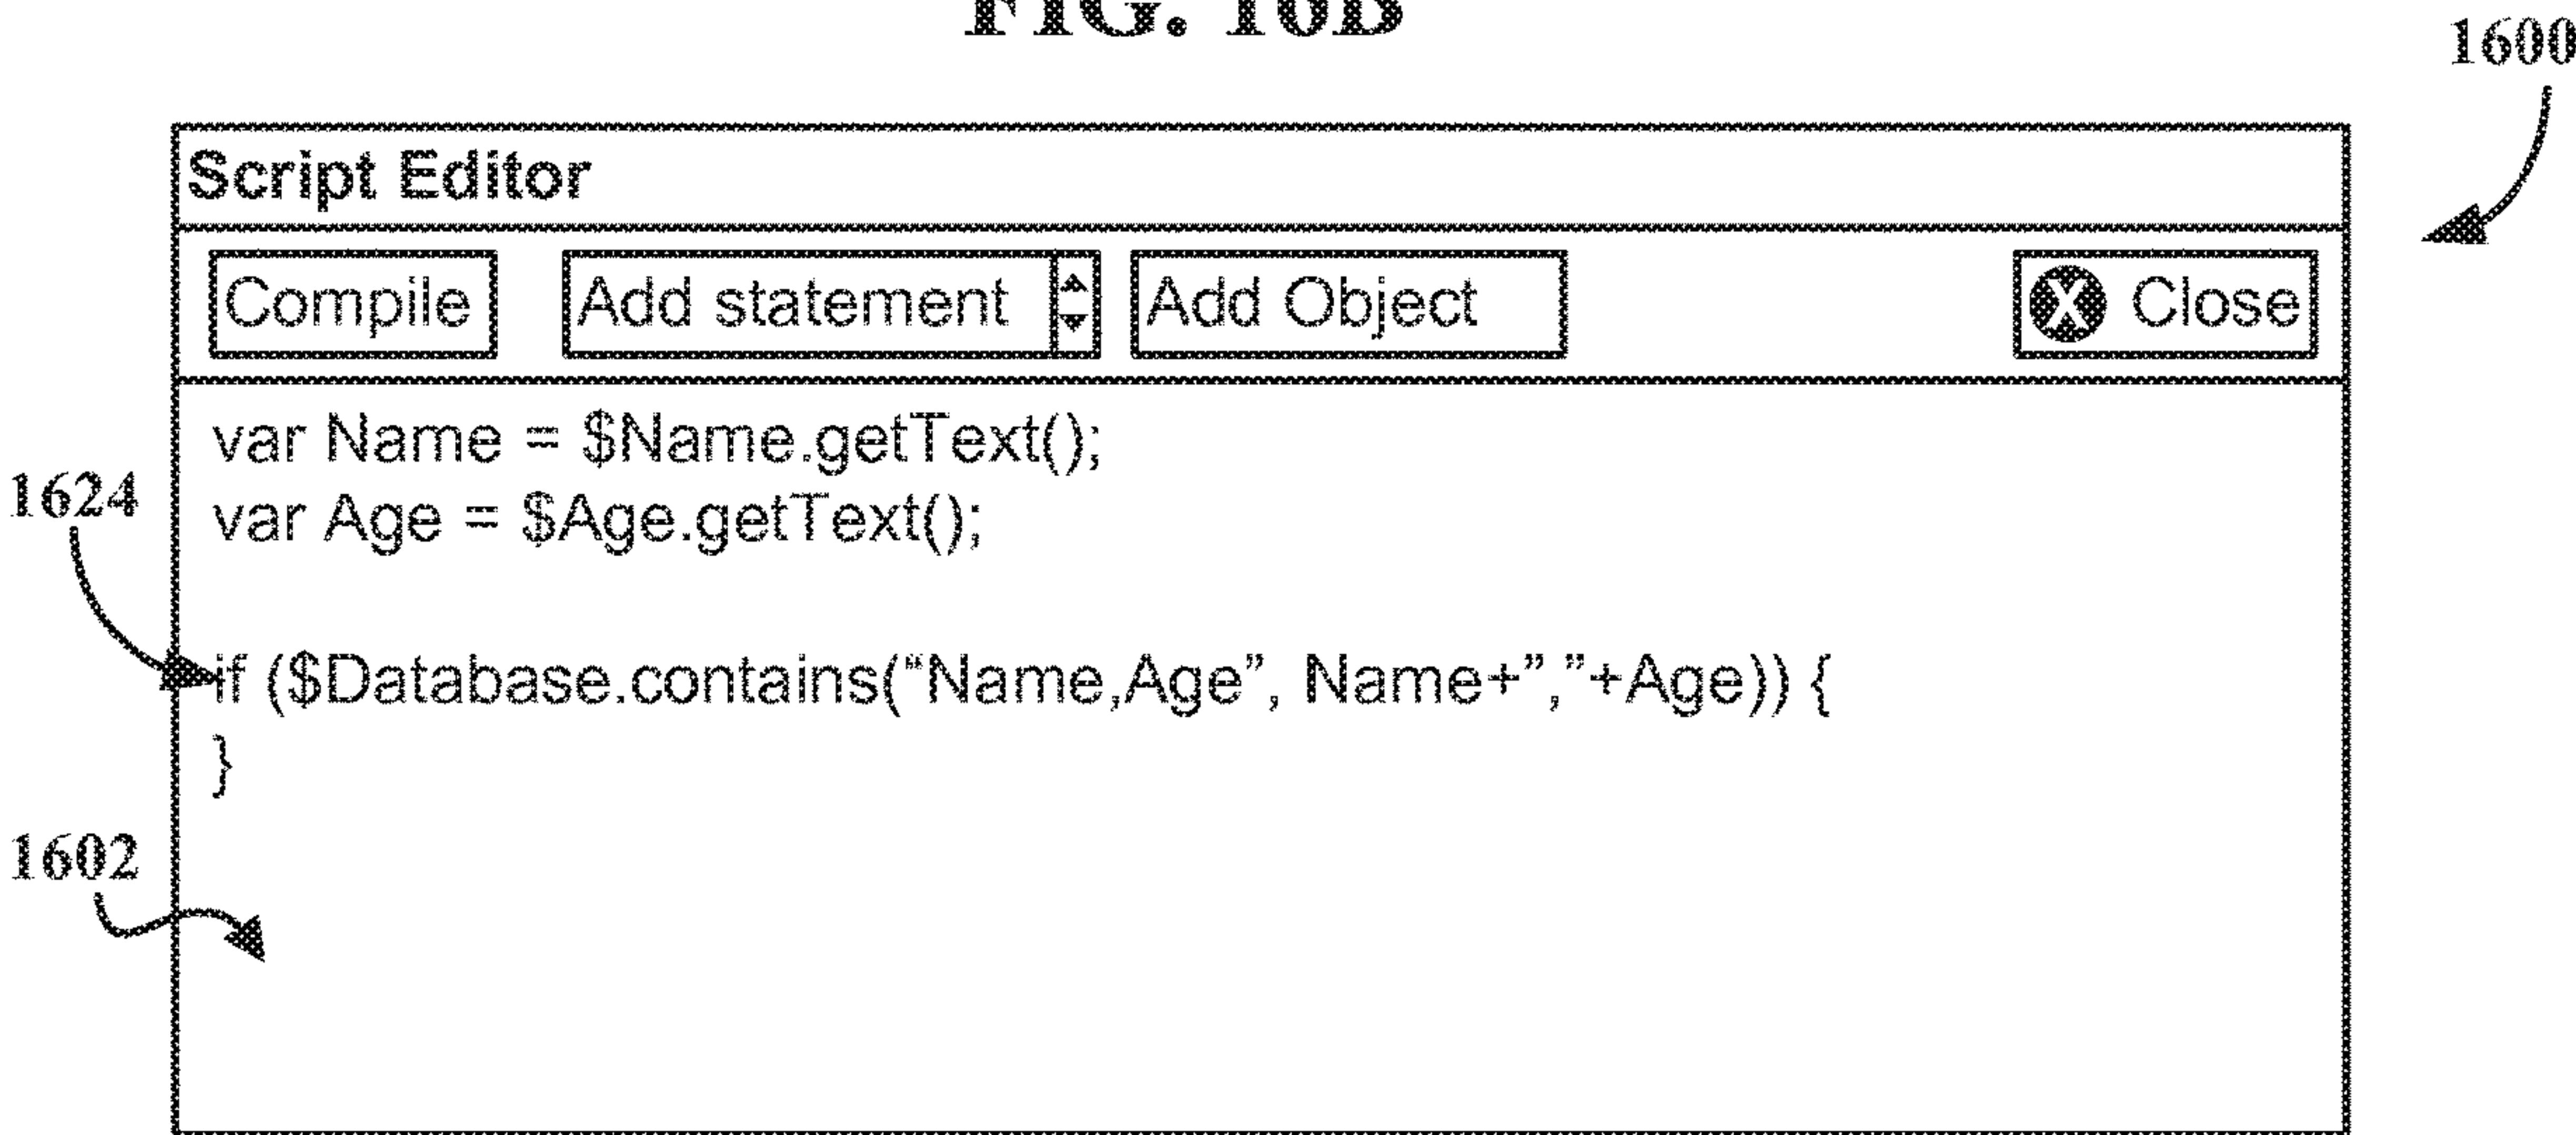 FIG. 16B
1600
Script Editor
Compile Add statement Add Object X Close
var Name = $Name.getText();
1624
var Age = $Age.getText();
if ($Database.contains(“Name,Age”, Name+”,”+Age)) {
}
1602